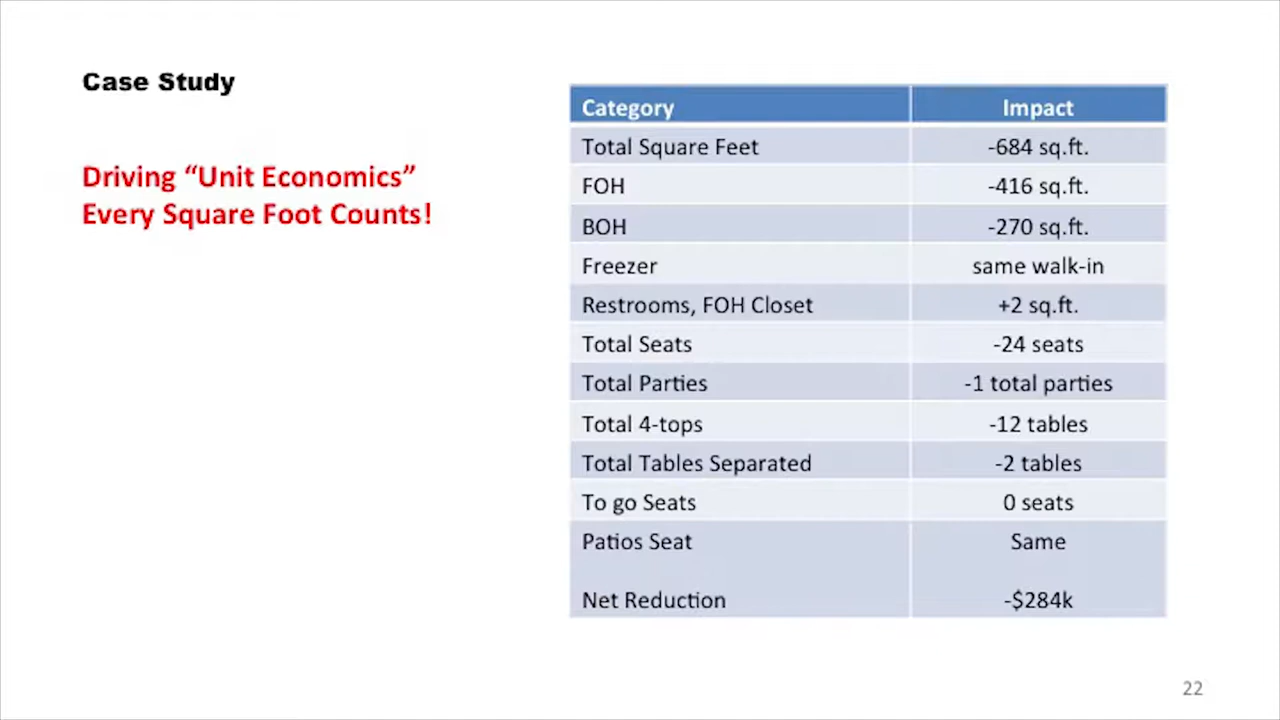 Case Study
Driving “Unit Economics”
Every Square Foot Counts!
Category Impact
Total Square Feet -684 sq.ft.
FOH -416 sq.ft.
BOH -270 sq.ft.
Freezer same walk-in
Restrooms, FOH Closet +2 sq.ft.
Total Seats -24 seats
Total Parties -1 total parties
Total 4-tops -12 tables
Total Tables Separated -2 tables
To go Seats 0 seats
Patios Seat Same
Net Reduction -$284k
22